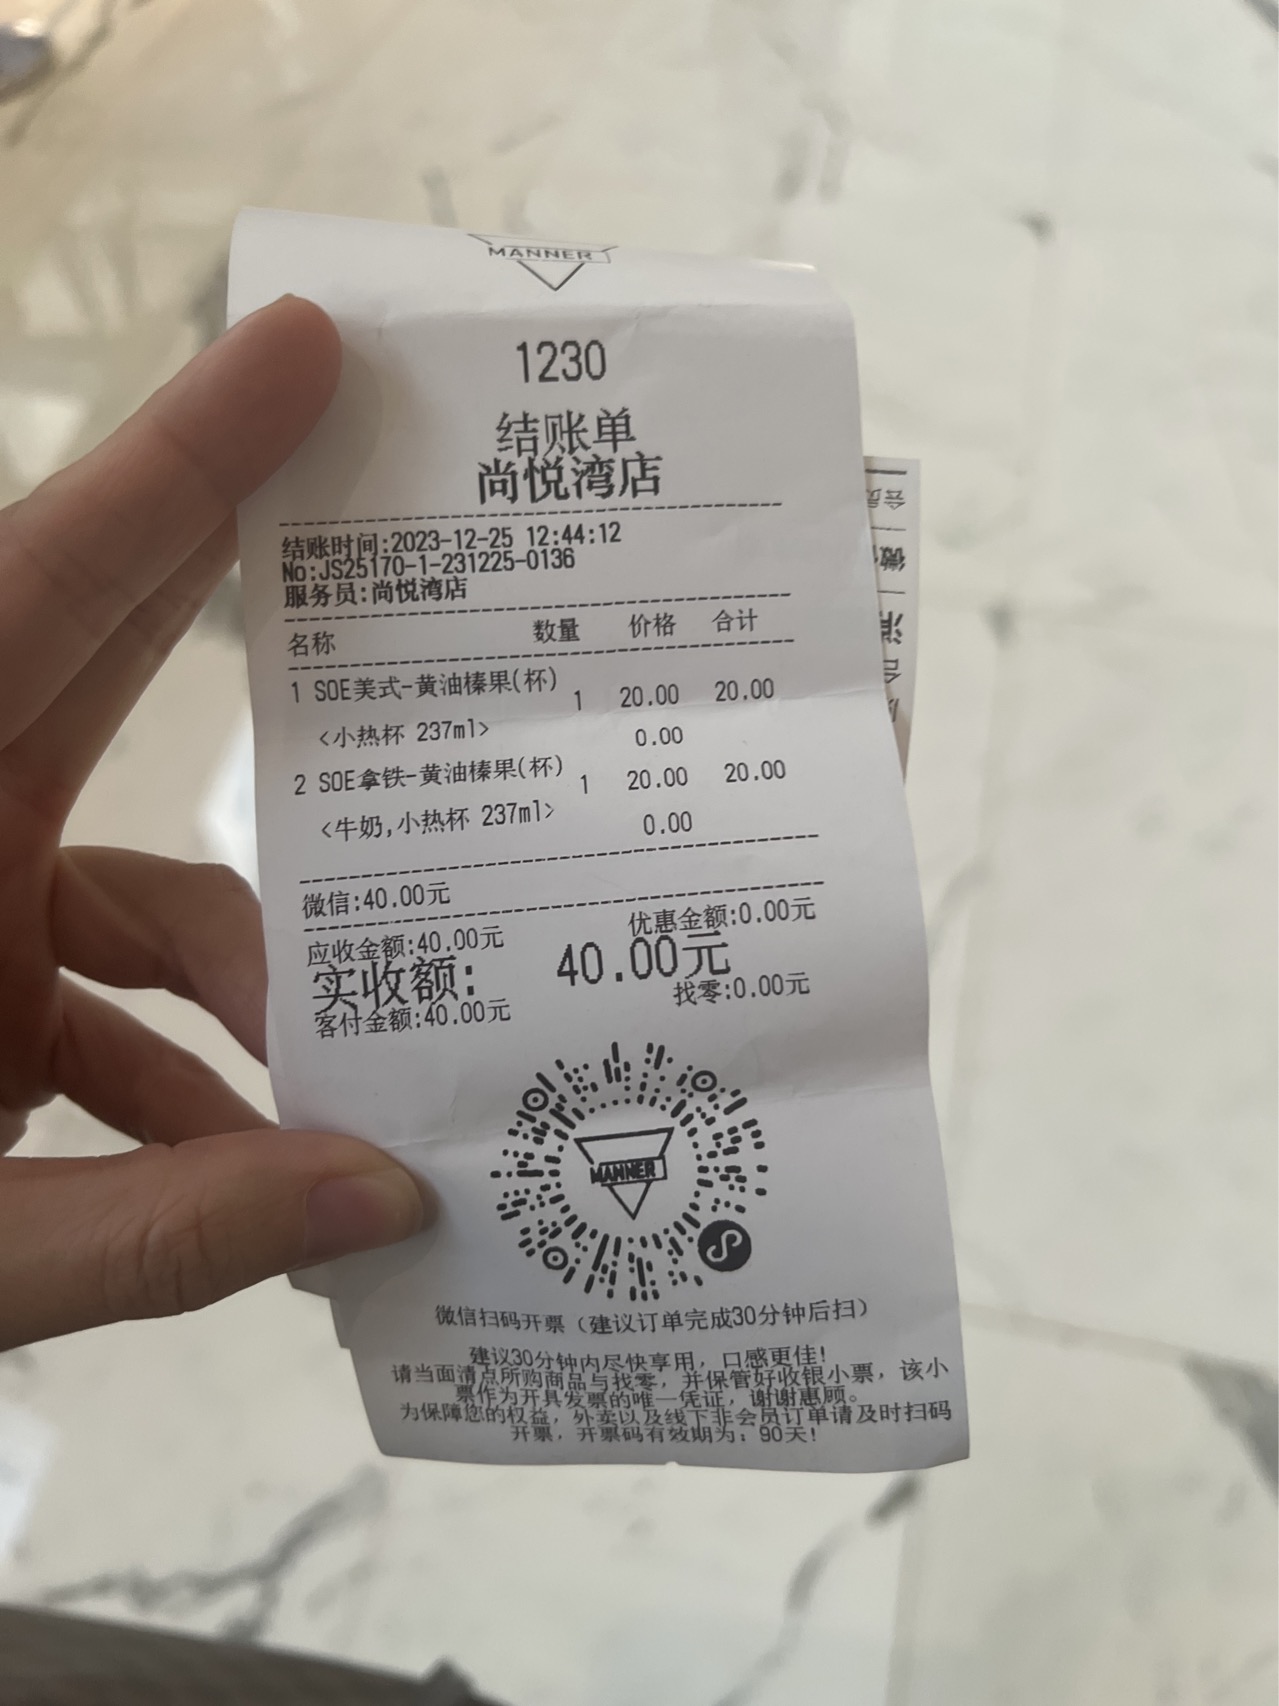 MANNER
1230
结账单
尚悦湾店
结账时间:2023-12-25 12:44:12
No:JS25170-1-231225-0136
服务员:尚悦湾店
名称 数量 价格 合计
1 SOE美式-黄油榛果(杯) 1 20.00 20.00
<小热杯 237ml> 0.00
2 SOE拿铁-黄油榛果(杯) 1 20.00 20.00
<牛奶,小热杯 237ml> 0.00
微信:40.00元
应收金额:40.00元 优惠金额:0.00元
实收额: 40.00元
客付金额:40.00元 找零:0.00元
MANNER
微信扫码开票（建议订单完成30分钟后扫）
建议30分钟内尽快享用，口感更佳!
请当面清点所购商品与找零，并保管好收银小票，该小
票作为开具发票的唯一凭证，谢谢惠顾。
为保障您的权益，外卖以及线下非会员订单请及时扫码
开票，开票码有效期为：90天!